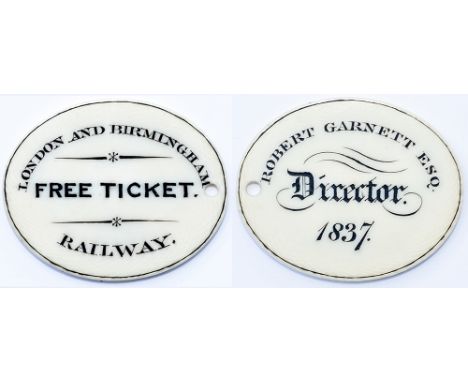 LONDON AND BIRMINGHAM
FREE TICKET.
RAILWAY.
ROBERT GARNETT ESQ.
Director.
1837.